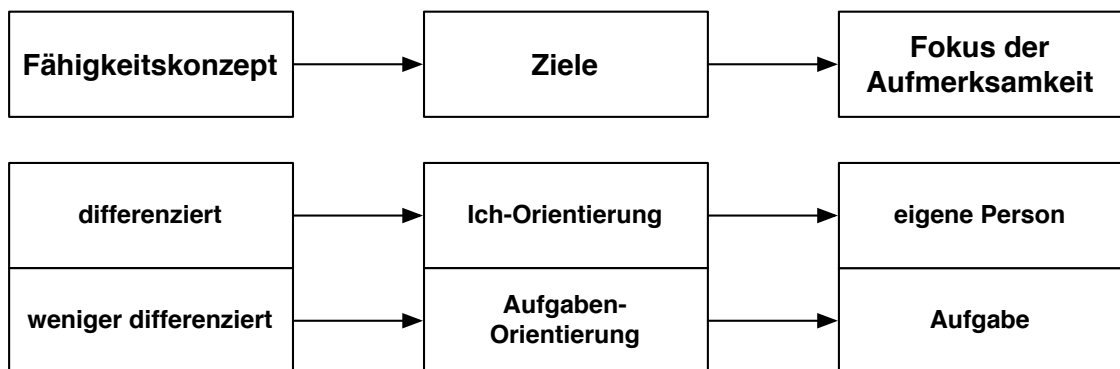 Fähigkeitskonzept
Ziele
Fokus der
Aufmerksamkeit
differenziert
Ich-Orientierung
eigene Person
weniger differenziert
Aufgaben-
Orientierung
Aufgabe